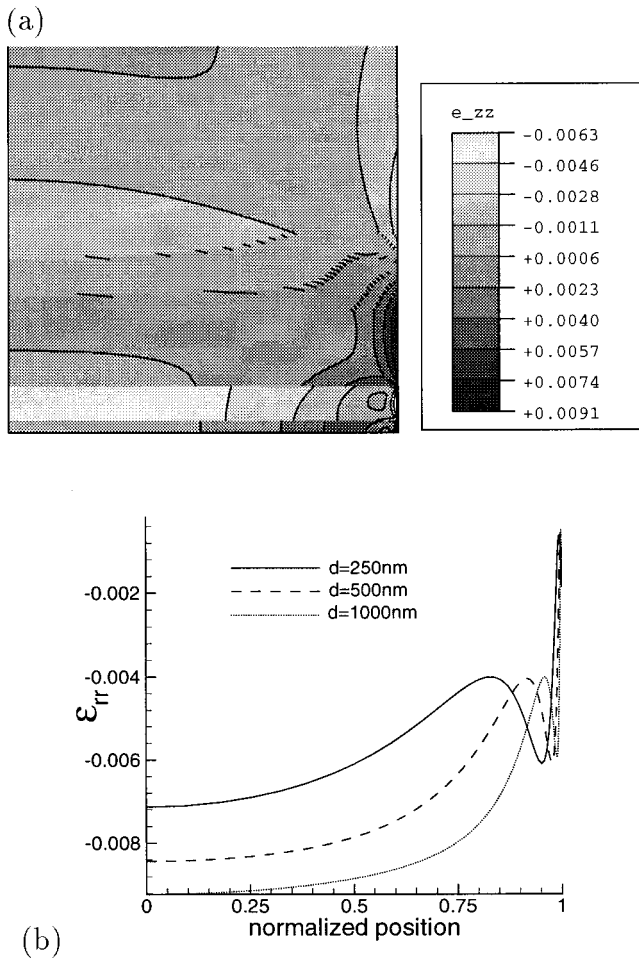 (a)
e_zz
-0.0063
-0.0046
-0.0028
-0.0011
+0.0006
+0.0023
+0.0040
+0.0057
+0.0074
+0.0091
d=250nm
d=500nm
d=1000nm
-0.002
-0.004
-0.006
-0.008
εrr
0 0.25 0.5 0.75 1
normalized position
(b)